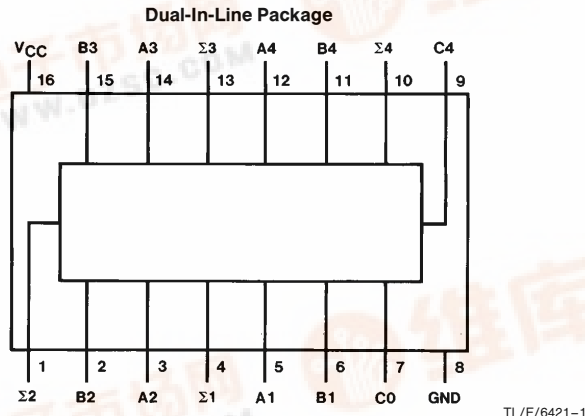 Dual-In-Line Package
VCC B3 A3 Σ3 A4 B4 Σ4 C4
16 15 14 13 12 11 10 9
1 2 3 4 5 6 7 8
Σ2 B2 A2 Σ1 A1 B1 C0 GND
TL/F/6421-1